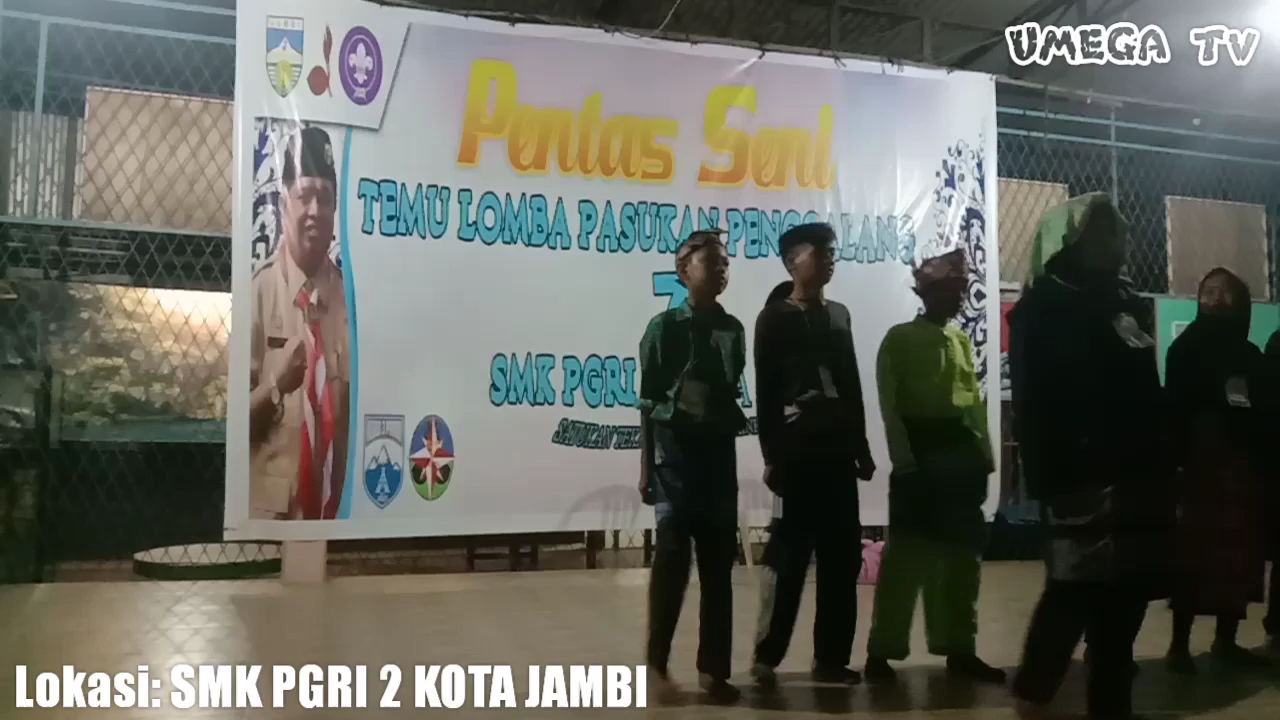 UMEGA TV
Pentas Seni
TEMU LOMBA PASUKAN PENGGALANG
SMK PGRI
Lokasi: SMK PGRI 2 KOTA JAMBI